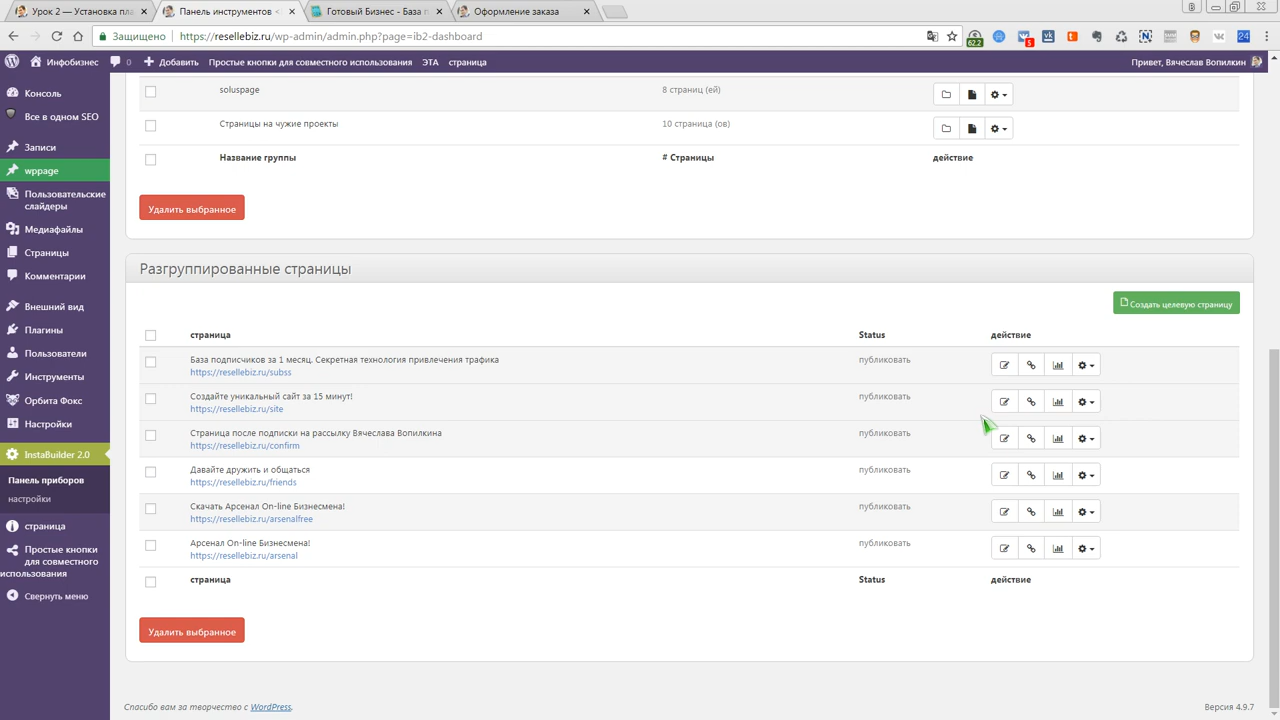 Урок 2 — Установка пла
Панель инструментов <
Готовый Бизнес - База п
Оформление заказа
Защищено
https://resellebiz.ru/wp-admin/admin.php?page=ib2-dashboard
62.2
5
24
Инфобизнес
0
Добавить
Простые кнопки для совместного использования
ЭТА
страница
Привет, Вячеслав Вопилкин
Консоль
Все в одном SEO
Записи
wppage
Пользовательские
слайдеры
Медиафайлы
Страницы
Комментарии
Внешний вид
Плагины
Пользователи
Инструменты
Орбита Фокс
Настройки
InstaBuilder 2.0
Панель приборов
настройки
страница
Простые кнопки
для совместного
использования
Свернуть меню
soluspage
8 страниц (ей)
Страницы на чужие проекты
10 страница (ов)
Название группы
# Страницы
действие
Удалить выбранное
Разгруппированные страницы
Создать целевую страницу
страница
Status
действие
База подписчиков за 1 месяц. Секретная технология привлечения трафика
https://resellebiz.ru/subss
публиковать
Создайте уникальный сайт за 15 минут!
https://resellebiz.ru/site
публиковать
Страница после подписки на рассылку Вячеслава Вопилкина
https://resellebiz.ru/confirm
публиковать
Давайте дружить и общаться
https://resellebiz.ru/friends
публиковать
Скачать Арсенал On-line Бизнесмена!
https://resellebiz.ru/arsenalfree
публиковать
Арсенал On-line Бизнесмена!
https://resellebiz.ru/arsenal
публиковать
страница
Status
действие
Удалить выбранное
Спасибо вам за творчество с WordPress.
Версия 4.9.7